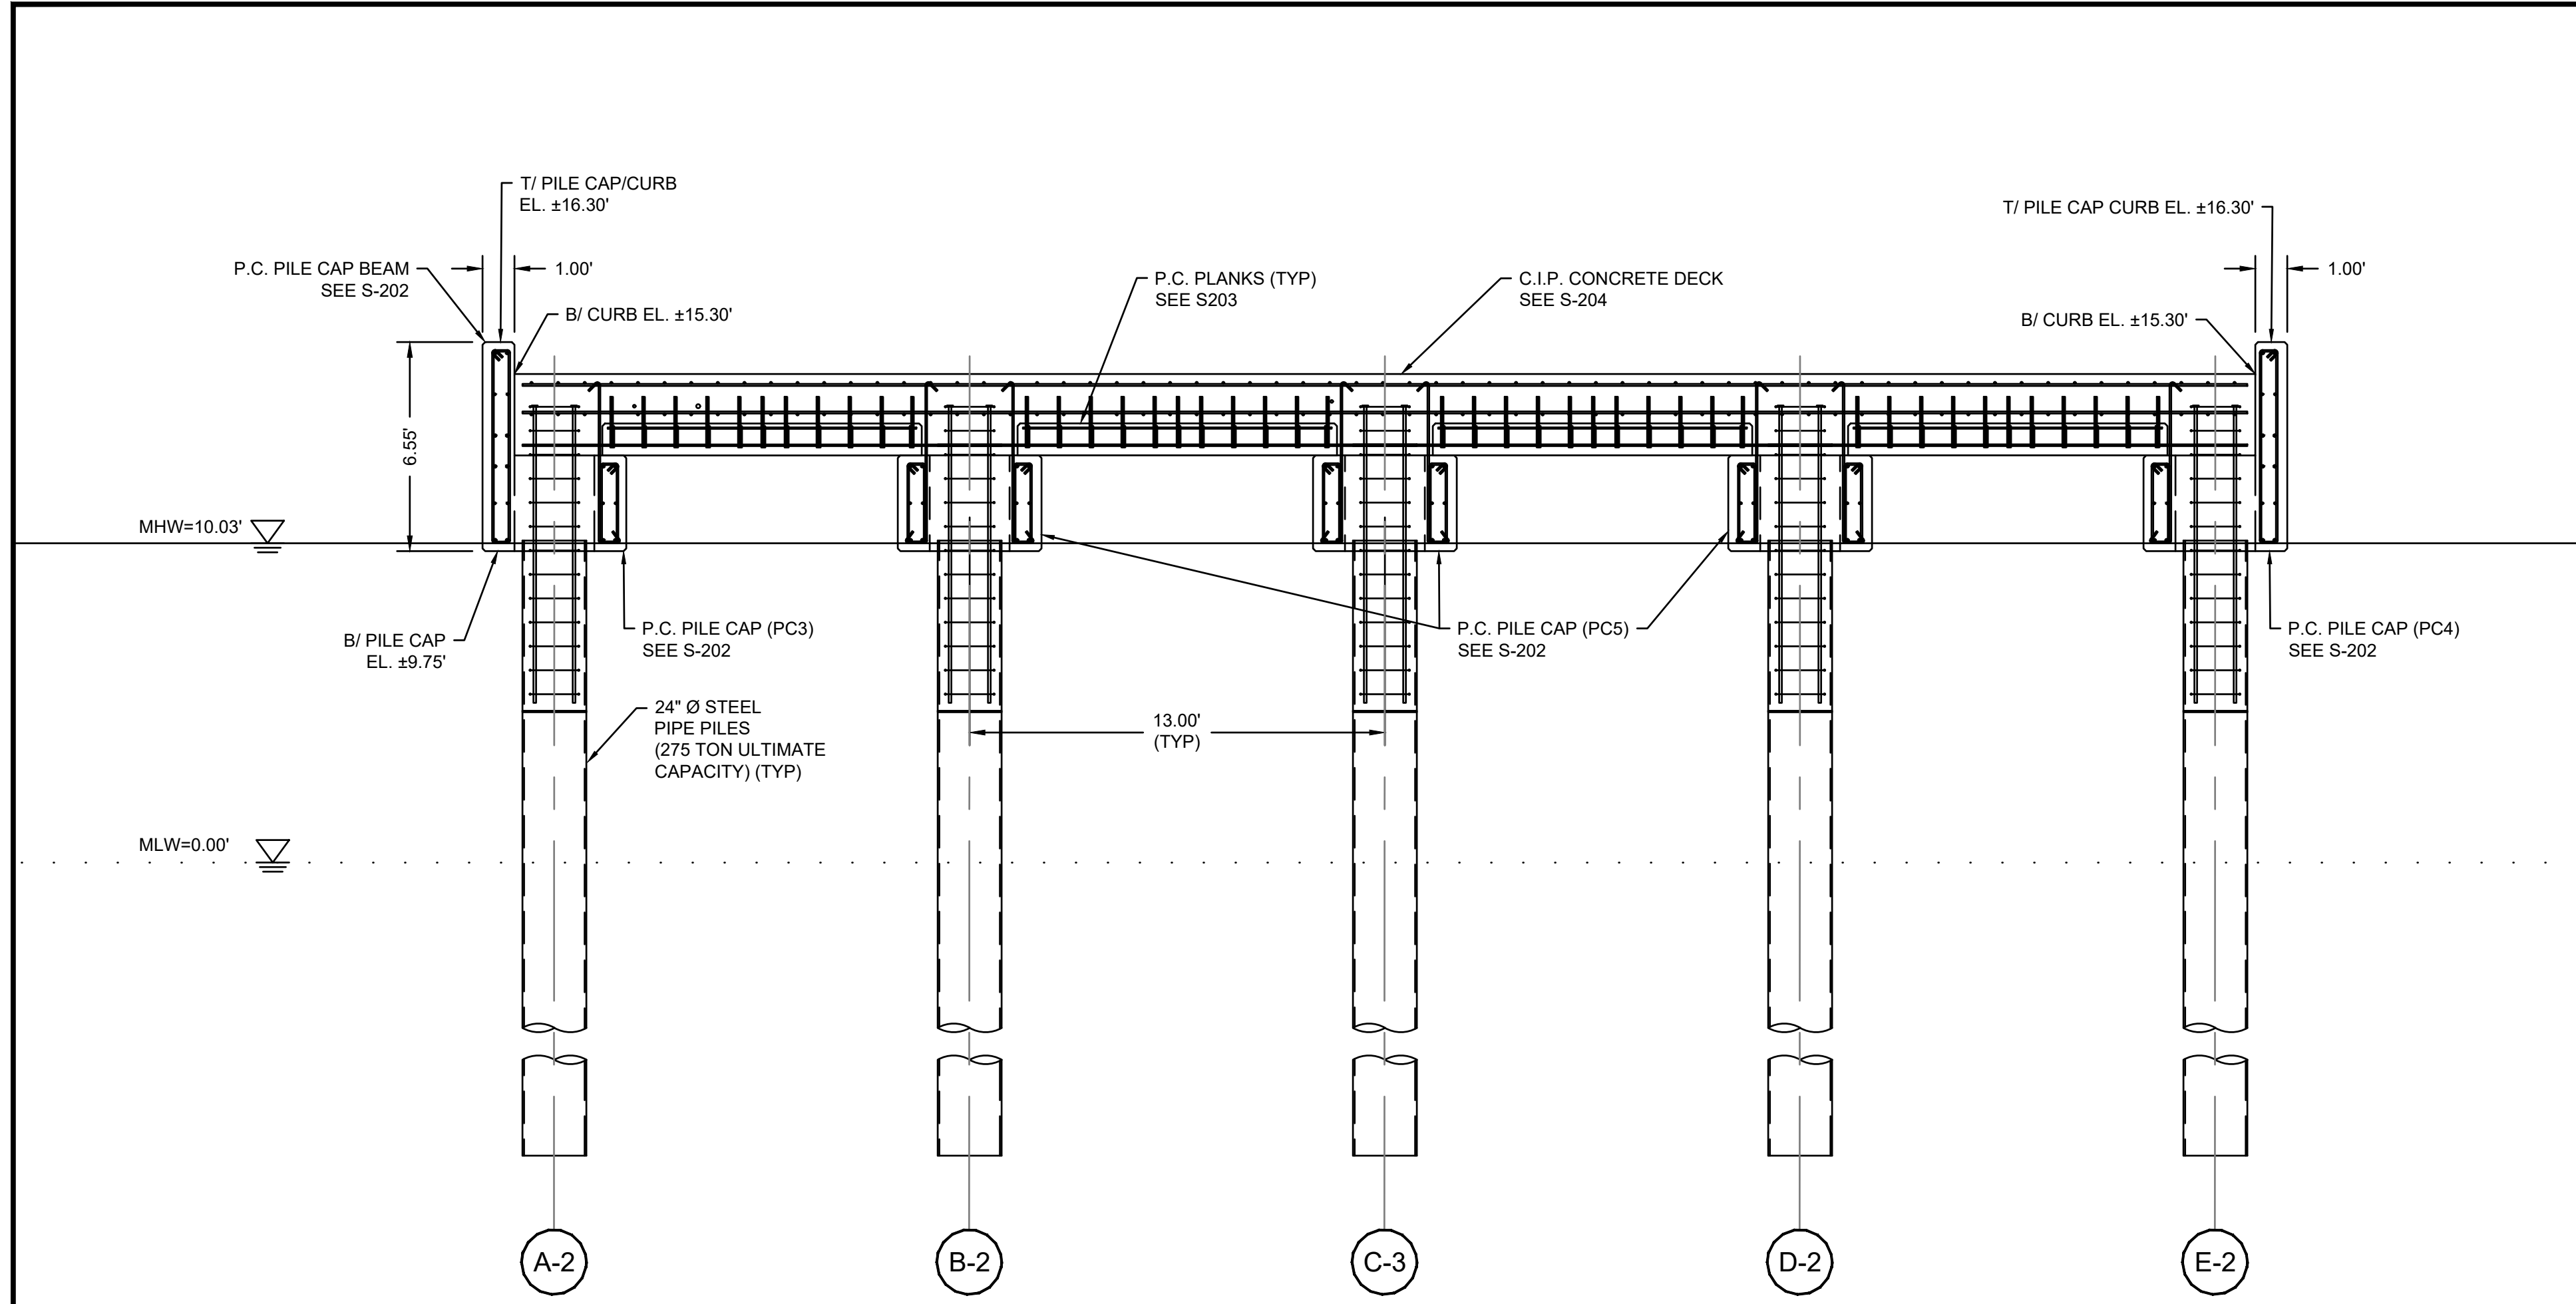 T/ PILE CAP/CURB
EL. ±16.30'
T/ PILE CAP CURB EL. ±16.30'
P.C. PILE CAP BEAM
SEE S-202
1.00'
P.C. PLANKS (TYP)
SEE S203
C.I.P. CONCRETE DECK
SEE S-204
1.00'
B/ CURB EL. ±15.30'
B/ CURB EL. ±15.30'
6.55'
MHW=10.03'
B/ PILE CAP
EL. ±9.75'
P.C. PILE CAP (PC3)
SEE S-202
P.C. PILE CAP (PC5)
SEE S-202
P.C. PILE CAP (PC4)
SEE S-202
24" Ø STEEL
PIPE PILES
(275 TON ULTIMATE
CAPACITY) (TYP)
13.00'
(TYP)
MLW=0.00'
A-2
B-2
C-3
D-2
E-2